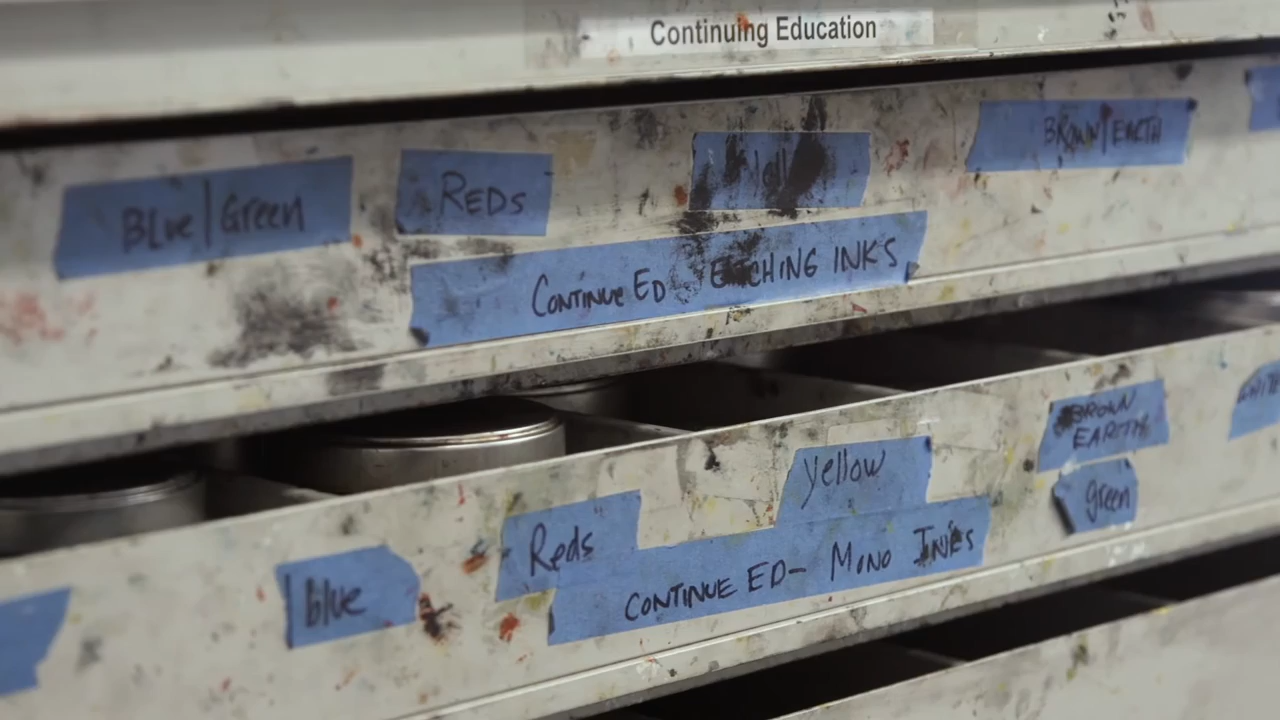 Continuing Education
BLUE|Green
REDS
BROWN/EARTH
CONTINUE ED - ETCHING INKS
BROWN
EARTH
yellow
green
Reds
blue
CONTINUE ED- MONO INKS